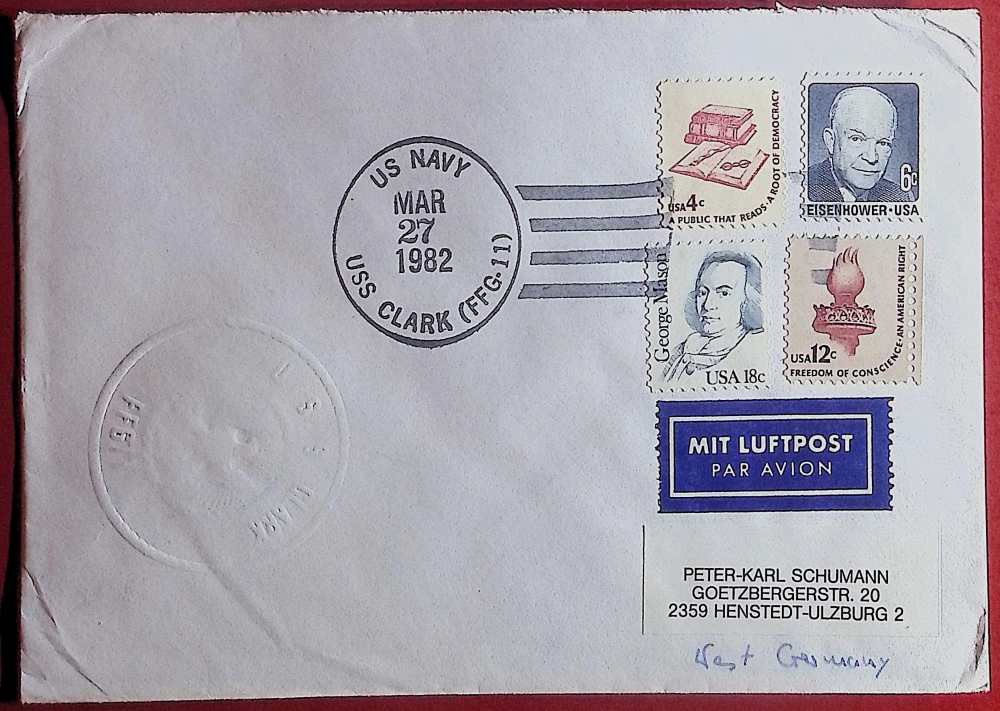 US NAVY
MAR
27
1982
USS CLARK (FFG-11)
USA 4c
A PUBLIC THAT READS • A ROOT OF DEMOCRACY
6c
EISENHOWER • USA
George Mason
USA 18c
USA 12c
FREEDOM OF CONSCIENCE • AN AMERICAN RIGHT
MIT LUFTPOST
PAR AVION
PETER-KARL SCHUMANN
GOETZBERGERSTR. 20
2359 HENSTEDT-ULZBURG 2
West Germany